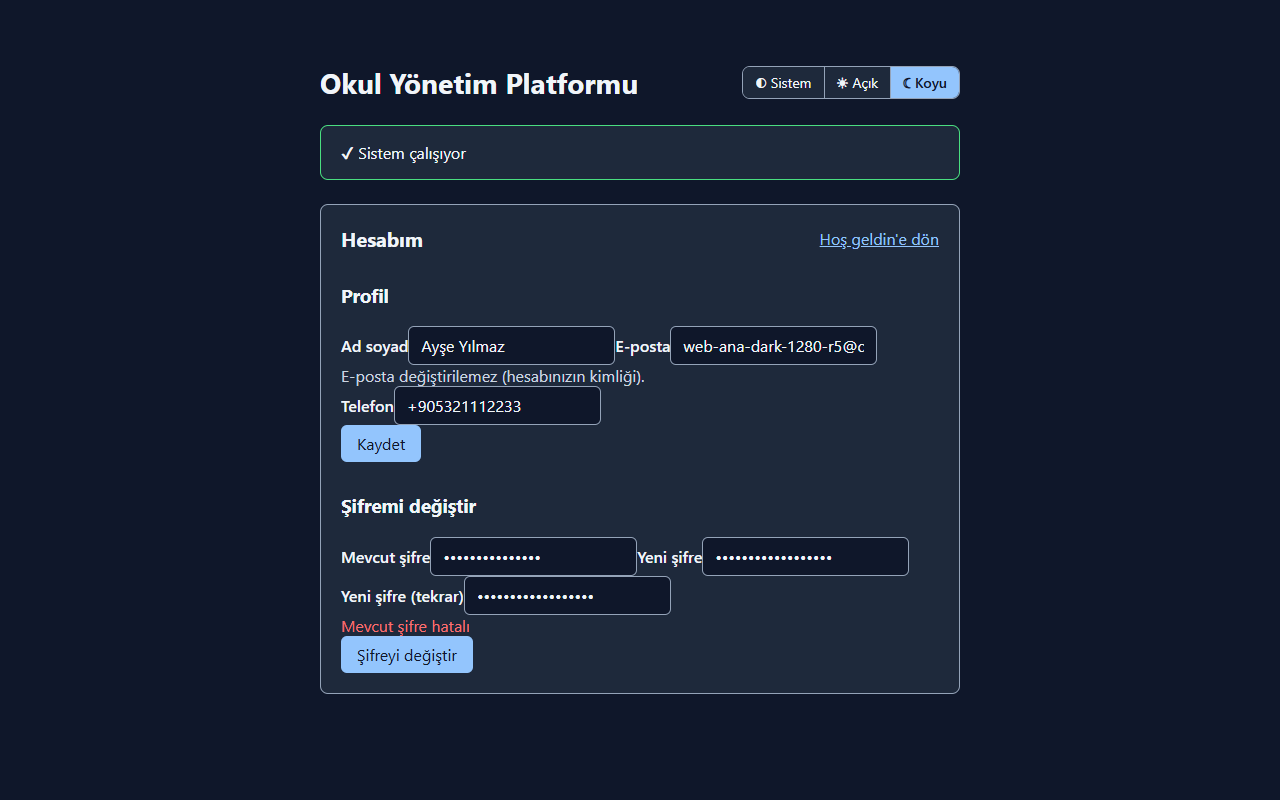 Okul Yönetim Platformu
◐ Sistem ☀ Açık ☾ Koyu
✓ Sistem çalışıyor
Hesabım Hoş geldin'e dön
Profil
Ad soyad Ayşe Yılmaz E-posta web-ana-dark-1280-r5@c
E-posta değiştirilemez (hesabınızın kimliği).
Telefon +905321112233
Kaydet
Şifremi değiştir
Mevcut şifre ••••••••••••••• Yeni şifre ••••••••••••••••••
Yeni şifre (tekrar) ••••••••••••••••••
Mevcut şifre hatalı
Şifreyi değiştir